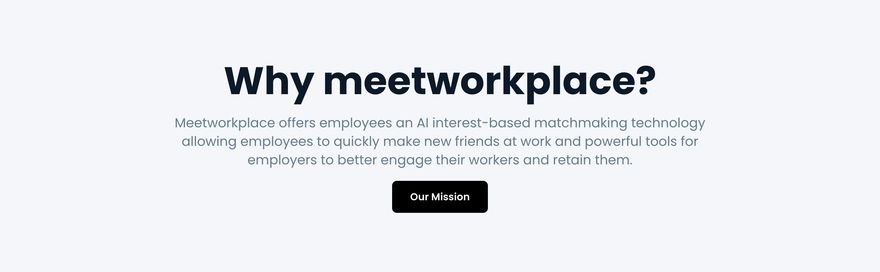 Why meetworkplace?
Meetworkplace offers employees an AI interest-based matchmaking technology
allowing employees to quickly make new friends at work and powerful tools for
employers to better engage their workers and retain them.
Our Mission